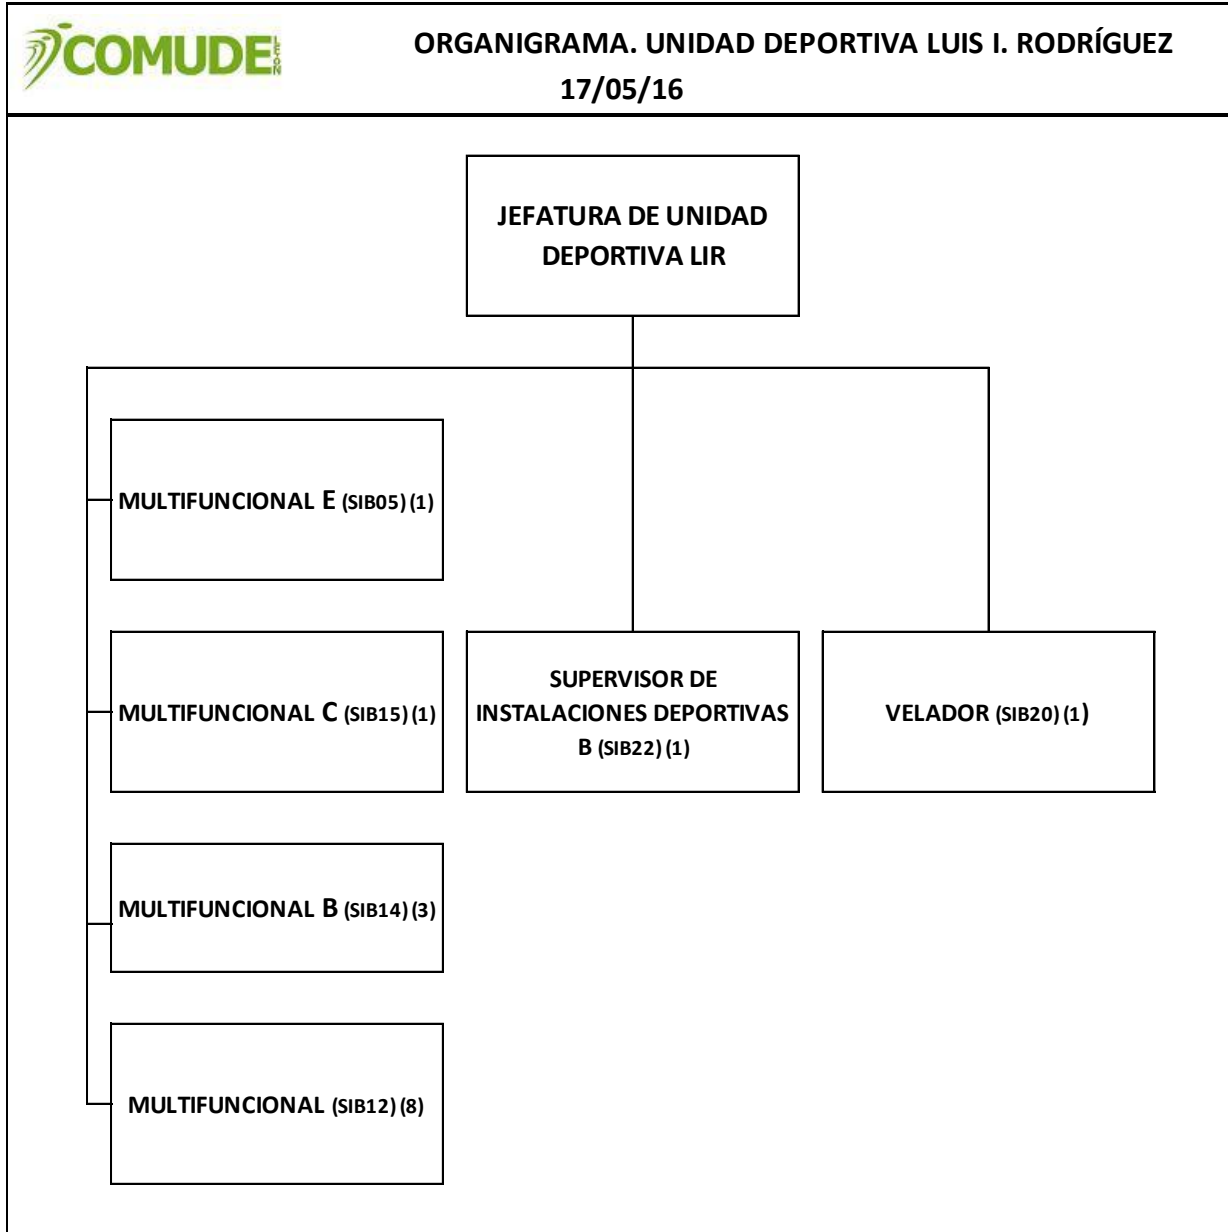 COMUDE LEÓN
ORGANIGRAMA. UNIDAD DEPORTIVA LUIS I. RODRÍGUEZ
17/05/16
JEFATURA DE UNIDAD
DEPORTIVA LIR
MULTIFUNCIONAL E (SIB05) (1)
MULTIFUNCIONAL C (SIB15) (1)
SUPERVISOR DE
INSTALACIONES DEPORTIVAS
B (SIB22) (1)
VELADOR (SIB20) (1)
MULTIFUNCIONAL B (SIB14) (3)
MULTIFUNCIONAL (SIB12) (8)